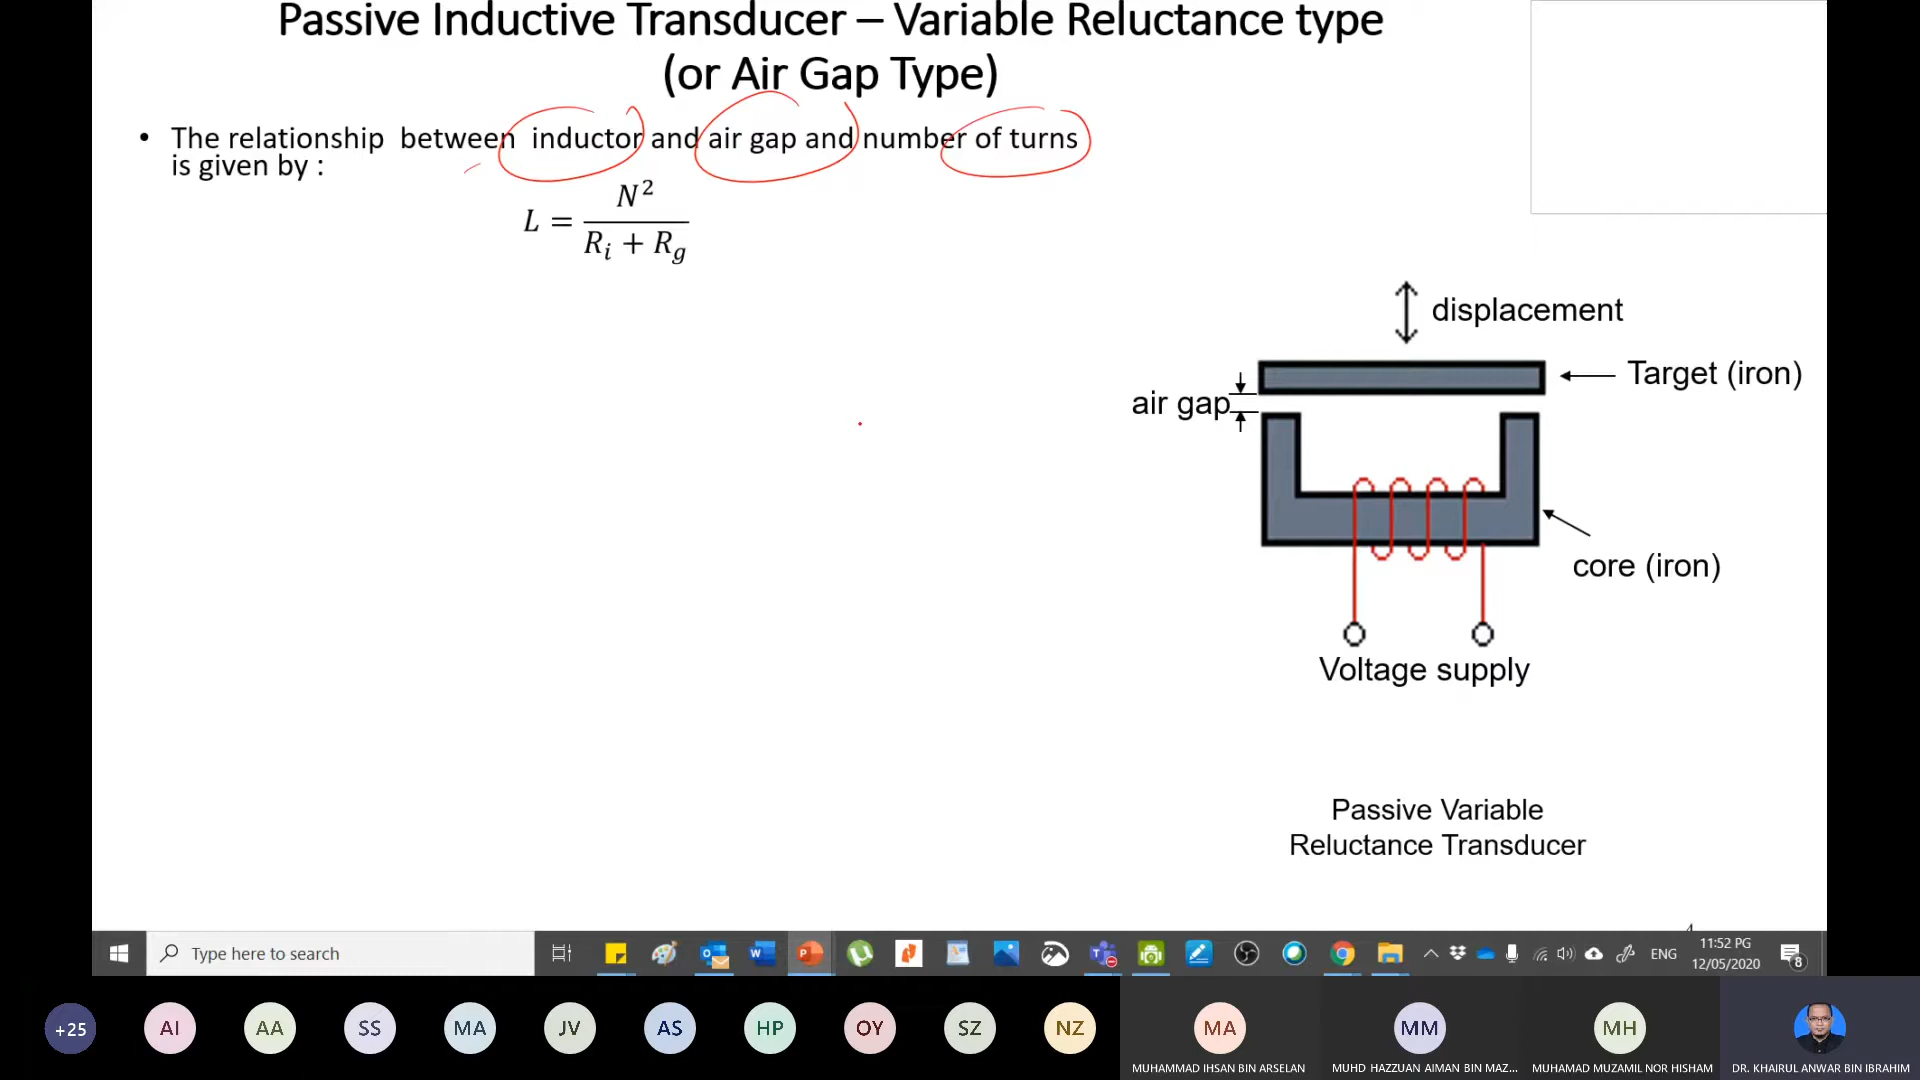 Passive Inductive Transducer – Variable Reluctance type
(or Air Gap Type)
• The relationship between inductor and air gap and number of turns
is given by :
L = N² / (Rᵢ + R_g)
displacement
Target (iron)
air gap
core (iron)
Voltage supply
Passive Variable
Reluctance Transducer
Type here to search
ENG
11:52 PG
12/05/2020
8
+25
AI
AA
SS
MA
JV
AS
HP
OY
SZ
NZ
MA
MM
MH
MUHAMMAD IHSAN BIN ARSELAN
MUHD HAZZUAN AIMAN BIN MAZ...
MUHAMAD MUZAMIL NOR HISHAM
DR. KHAIRUL ANWAR BIN IBRAHIM